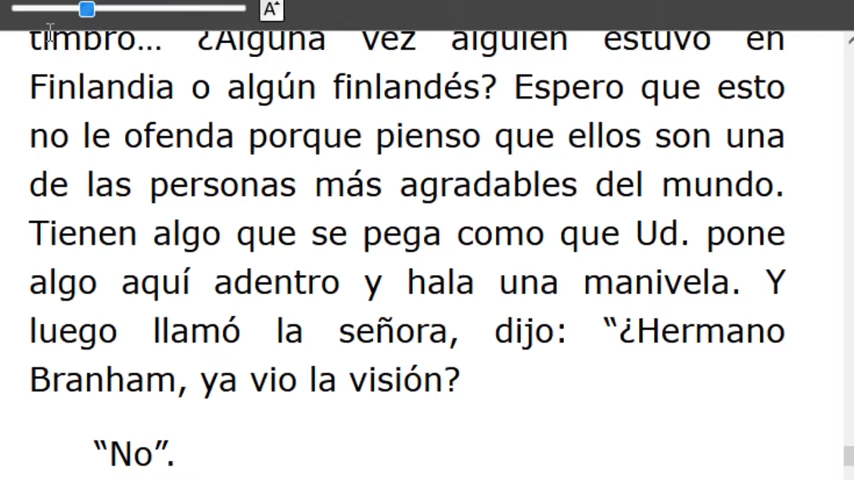 A
timbró... ¿Alguna vez alguien estuvo en
Finlandia o algún finlandés? Espero que esto
no le ofenda porque pienso que ellos son una
de las personas más agradables del mundo.
Tienen algo que se pega como que Ud. pone
algo aquí adentro y hala una manivela. Y
luego llamó la señora, dijo: “¿Hermano
Branham, ya vio la visión?
“No”.